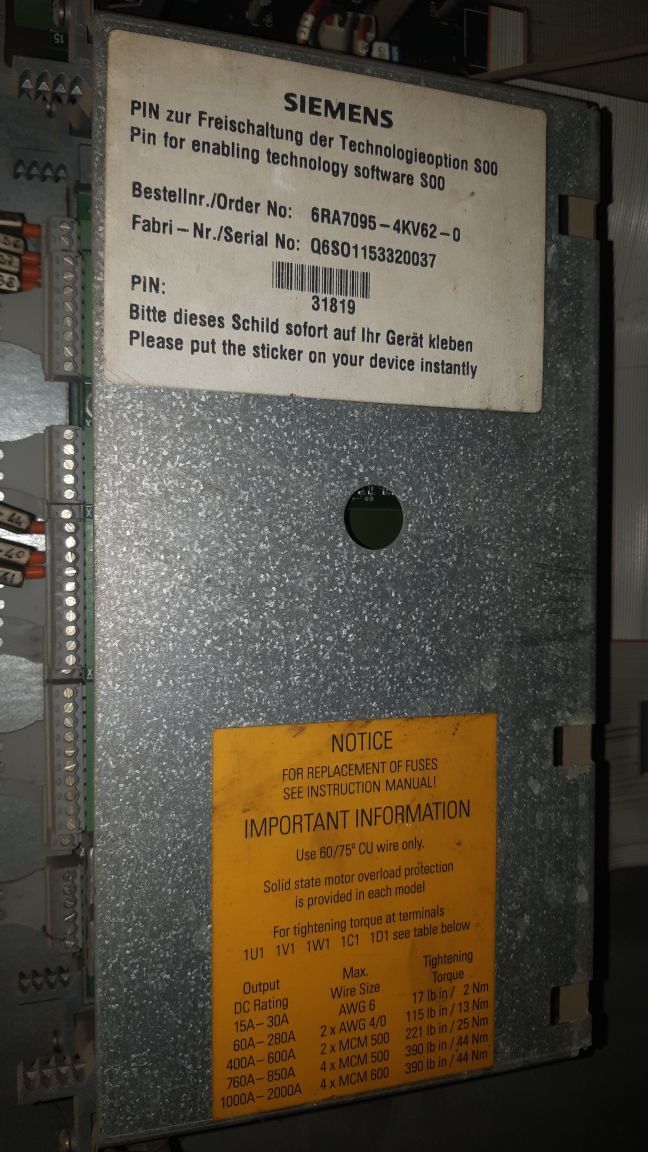 SIEMENS
PIN zur Freischaltung der Technologieoption S00
Pin for enabling technology software S00
Bestellnr./Order No: 6RA7095-4KV62-0
Fabri-Nr./Serial No: Q6S01153320037
PIN:
31819
Bitte dieses Schild sofort auf Ihr Gerät kleben
Please put the sticker on your device instantly
15
44
40
41
X
X
NOTICE
FOR REPLACEMENT OF FUSES
SEE INSTRUCTION MANUAL!
IMPORTANT INFORMATION
Use 60/75° CU wire only.
Solid state motor overload protection
is provided in each model
For tightening torque at terminals
1U1 1V1 1W1 1C1 1D1 see table below
Output DC Rating Max. Wire Size Tightening Torque
15A-30A AWG 6 17 lb in / 2 Nm
60A-280A 2 x AWG 4/0 115 lb in / 13 Nm
400A-600A 2 x MCM 500 221 lb in / 25 Nm
760A-850A 4 x MCM 500 390 lb in / 44 Nm
1000A-2000A 4 x MCM 600 390 lb in / 44 Nm